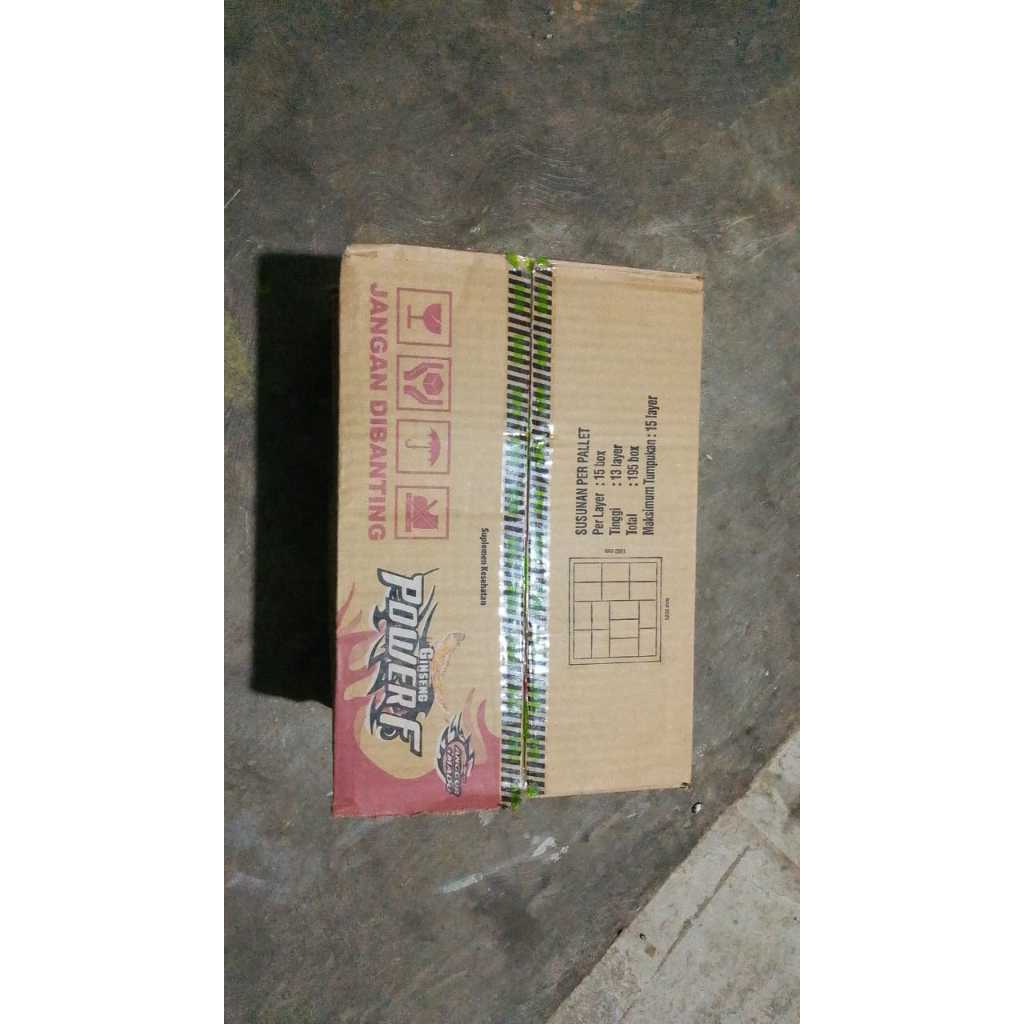 JANGAN DIBANTING
POWER F
GINSENG
ANGGUR
Suplemen Kesehatan
SUSUNAN PER PALLET
Per Layer : 15 box
Tinggi : 13 layer
Total : 195 box
Maksimum Tumpukan : 15 layer